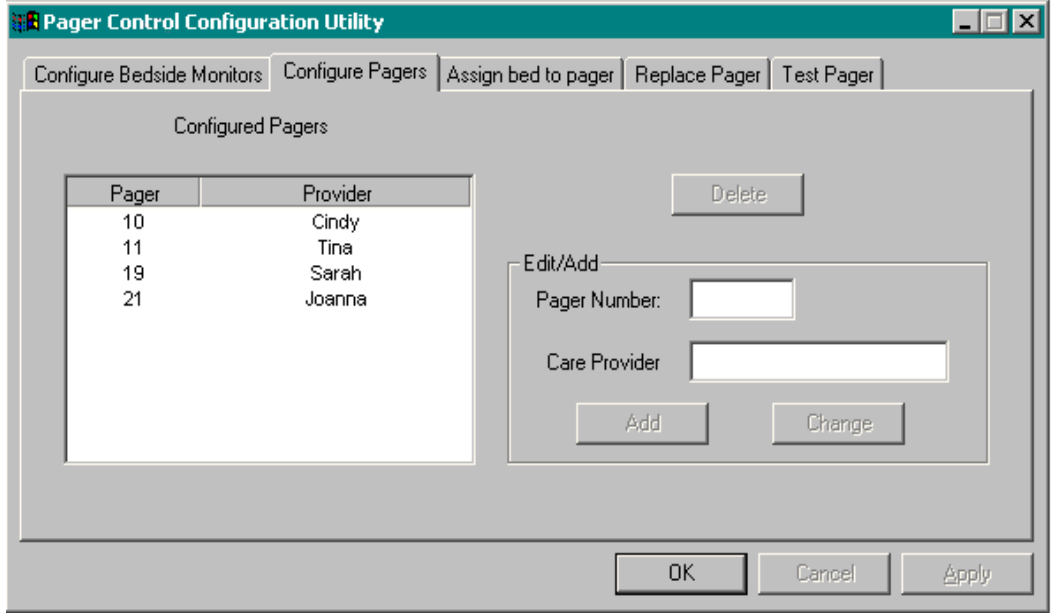 Pager Control Configuration Utility
Configure Bedside Monitors Configure Pagers Assign bed to pager Replace Pager Test Pager
Configured Pagers
Pager Provider
10 Cindy
11 Tina
19 Sarah
21 Joanna
Delete
Edit/Add
Pager Number:
Care Provider
Add Change
OK Cancel Apply